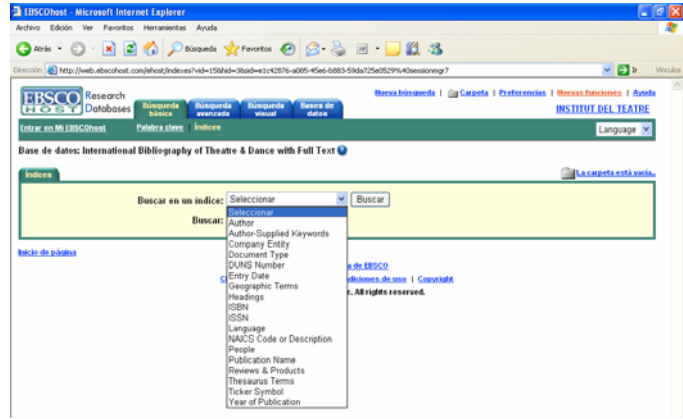 EBSCOhost - Microsoft Internet Explorer
Archivo Edición Ver Favoritos Herramientas Ayuda
Atrás Búsqueda Favoritos
Dirección http://web.ebscohost.com/ehost/indexes?vid=15&hid=3&sid=e1c42876-a085-45e6-b883-59da725e0529%40sessionmgr7 Ir Vínculos
Nueva búsqueda | Carpeta | Preferencias | Nuevas funciones | Ayuda
EBSCO HOST Research Databases
Búsqueda básica Búsqueda avanzada Búsqueda visual Bases de datos
INSTITUT DEL TEATRE
Entrar en Mi EBSCOhost Palabra clave Índices Language
Base de datos: International Bibliography of Theatre & Dance with Full Text
Índices La carpeta está vacía.
Buscar en un índice: Seleccionar Buscar
Buscar:
Seleccionar
Author
Author-Supplied Keywords
Company Entity
Document Type
DUNS Number
Entry Date
Geographic Terms
Headings
ISBN
ISSN
Language
NAICS Code or Description
People
Publication Name
Reviews & Products
Thesaurus Terms
Ticker Symbol
Year of Publication
Inicio de página
a de EBSCO
diciones de uso | Copyright
. All rights reserved.